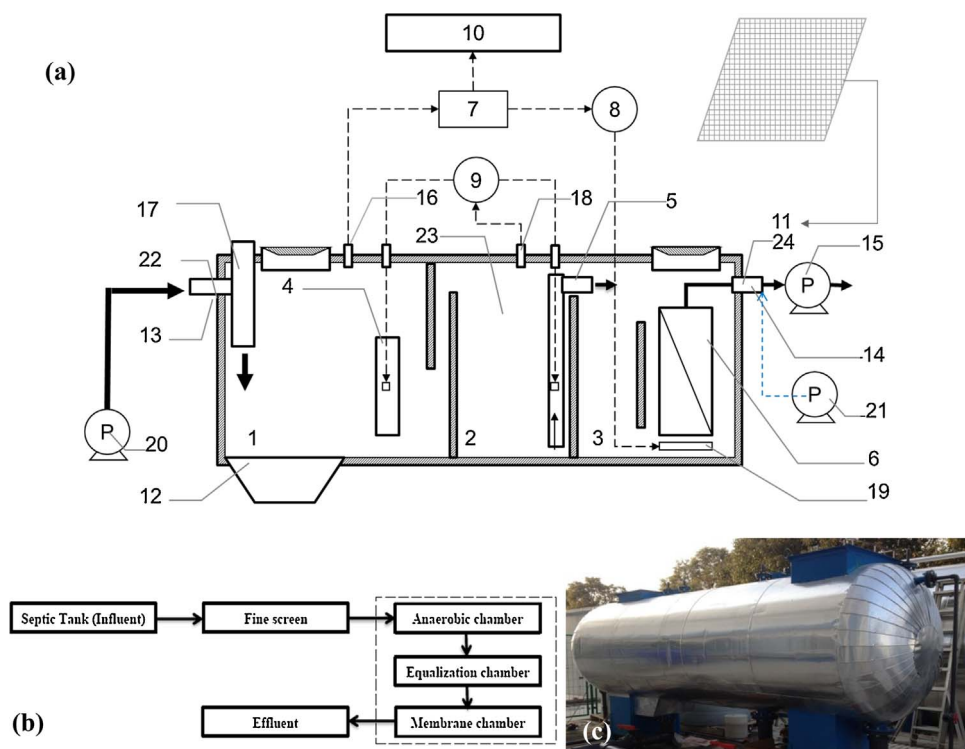 (a)
10
7
8
9
17
16
18
5
11
24
15
22
23
4
P
13
14
P
P
20
21
1
2
3
12
6
19
Septic Tank (Influent)
Fine screen
Anaerobic chamber
Equalization chamber
Membrane chamber
Effluent
(b)
(c)